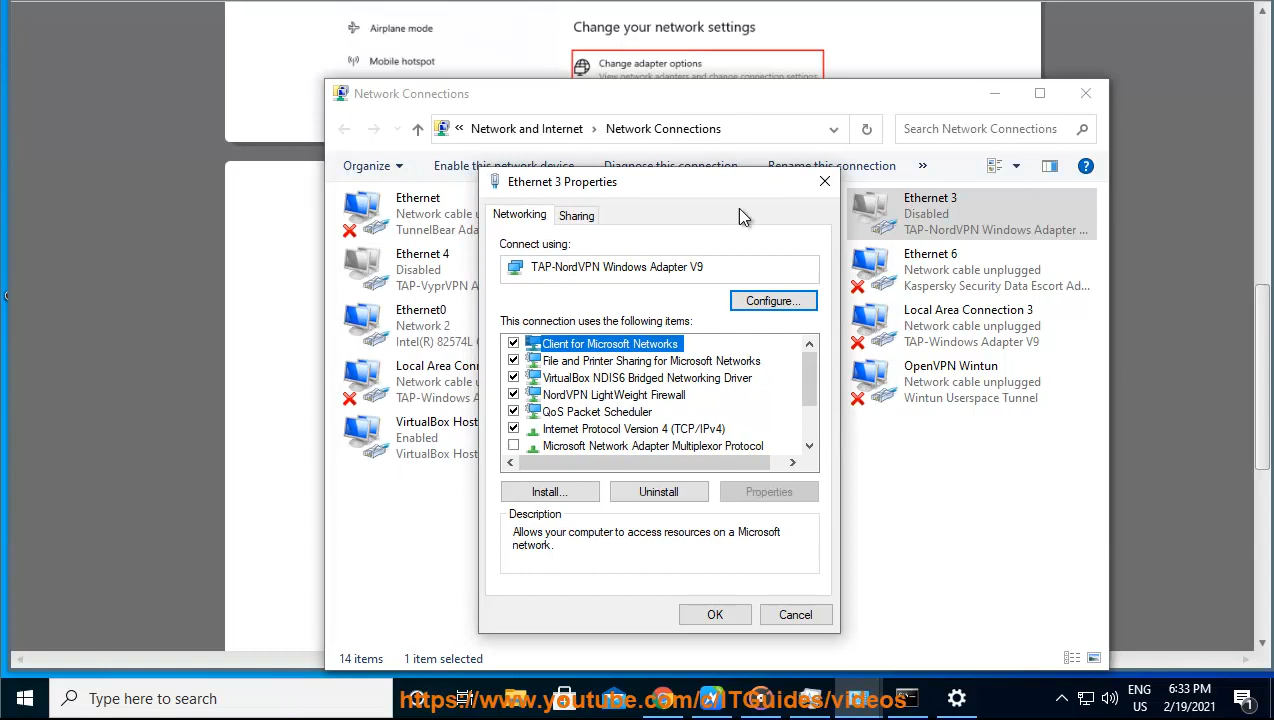 Airplane mode
Mobile hotspot
Change your network settings
Change adapter options
View network adapters and change connection settings
Network Connections
« Network and Internet › Network Connections
Search Network Connections
Organize
Enable this network device
Diagnose this connection
Rename this connection
»
Ethernet
Network cable u
TunnelBear Ada
Ethernet 4
Disabled
TAP-VyprVPN A
Ethernet0
Network 2
Intel(R) 82574L
Local Area Conn
Network cable u
TAP-Windows A
VirtualBox Host
Enabled
VirtualBox Host
Ethernet 3 Properties
Networking
Sharing
Connect using:
TAP-NordVPN Windows Adapter V9
Configure...
This connection uses the following items:
Client for Microsoft Networks
File and Printer Sharing for Microsoft Networks
VirtualBox NDIS6 Bridged Networking Driver
NordVPN LightWeight Firewall
QoS Packet Scheduler
Internet Protocol Version 4 (TCP/IPv4)
Microsoft Network Adapter Multiplexor Protocol
Install...
Uninstall
Properties
Description
Allows your computer to access resources on a Microsoft
network.
OK
Cancel
Ethernet 3
Disabled
TAP-NordVPN Windows Adapter ...
Ethernet 6
Network cable unplugged
Kaspersky Security Data Escort Ad...
Local Area Connection 3
Network cable unplugged
TAP-Windows Adapter V9
OpenVPN Wintun
Network cable unplugged
Wintun Userspace Tunnel
14 items
1 item selected
Type here to search
https://www.youtube.com/c/ITGuides/videos
ENG
US
6:33 PM
2/19/2021
1